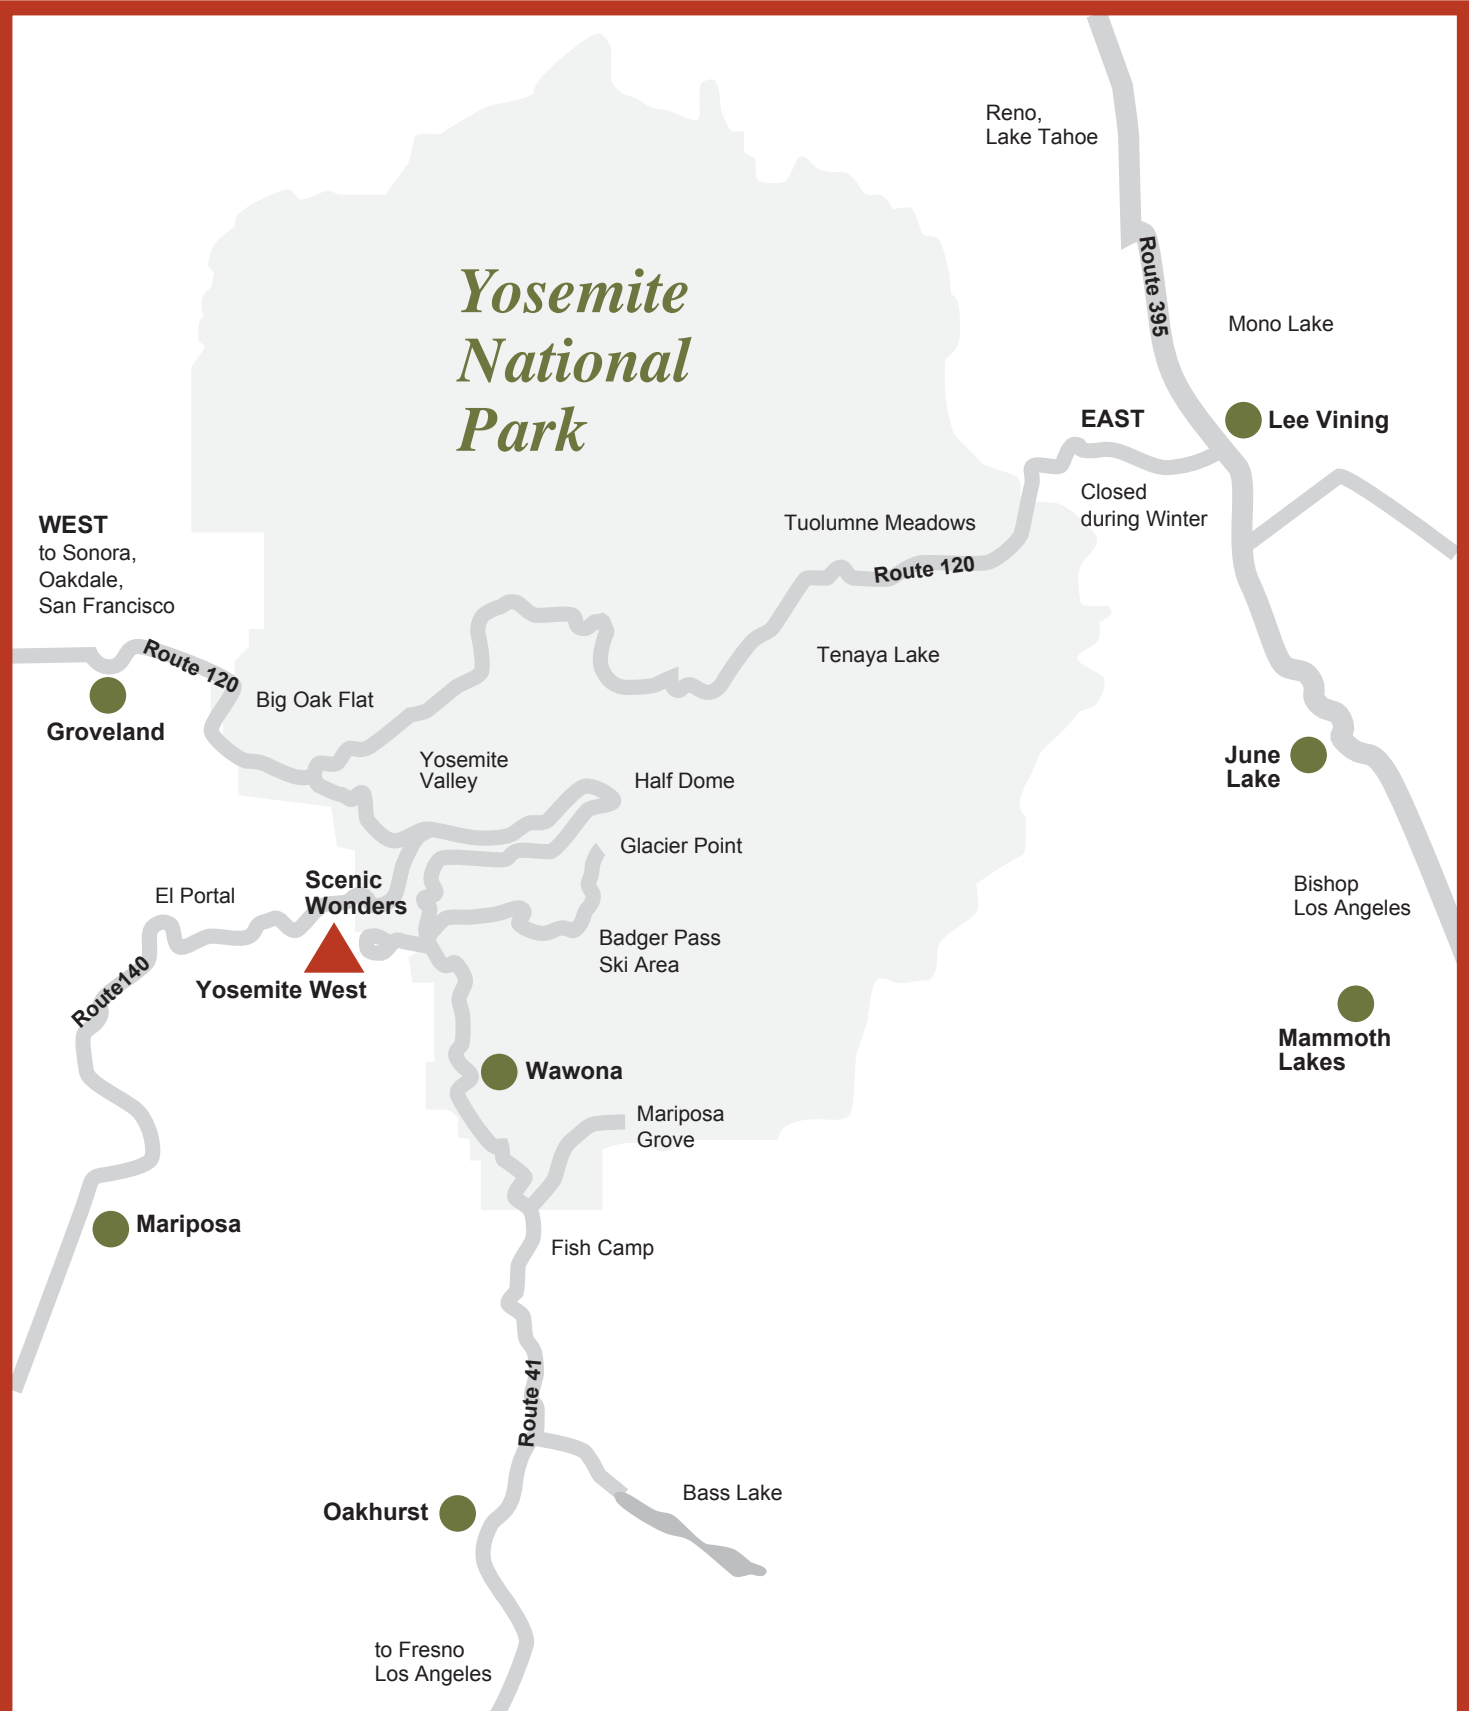 Reno,
Lake Tahoe
Yosemite
National
Park
Route 395
Mono Lake
EAST
Lee Vining
Closed
during Winter
WEST
to Sonora,
Oakdale,
San Francisco
Tuolumne Meadows
Route 120
Route 120
Tenaya Lake
Big Oak Flat
Groveland
Yosemite
Valley
Half Dome
June
Lake
Glacier Point
Scenic
Wonders
El Portal
Bishop
Los Angeles
Badger Pass
Ski Area
Route140
Yosemite West
Mammoth
Lakes
Wawona
Mariposa
Grove
Mariposa
Fish Camp
Route 41
Bass Lake
Oakhurst
to Fresno
Los Angeles